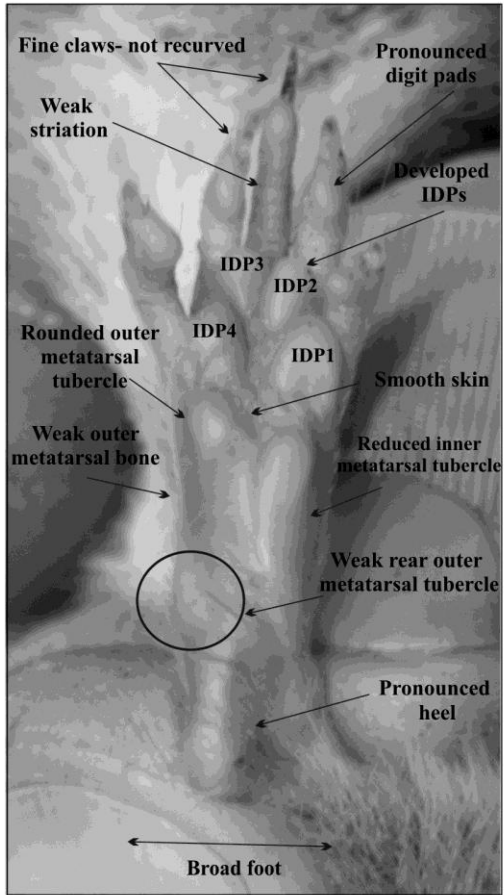 Fine claws- not recurved
Pronounced
digit pads
Weak
striation
Developed
IDPs
IDP3
IDP2
IDP4
IDP1
Rounded outer
metatarsal
tubercle
Smooth skin
Weak outer
metatarsal bone
Reduced inner
metatarsal tubercle
Weak rear outer
metatarsal tubercle
Pronounced
heel
Broad foot